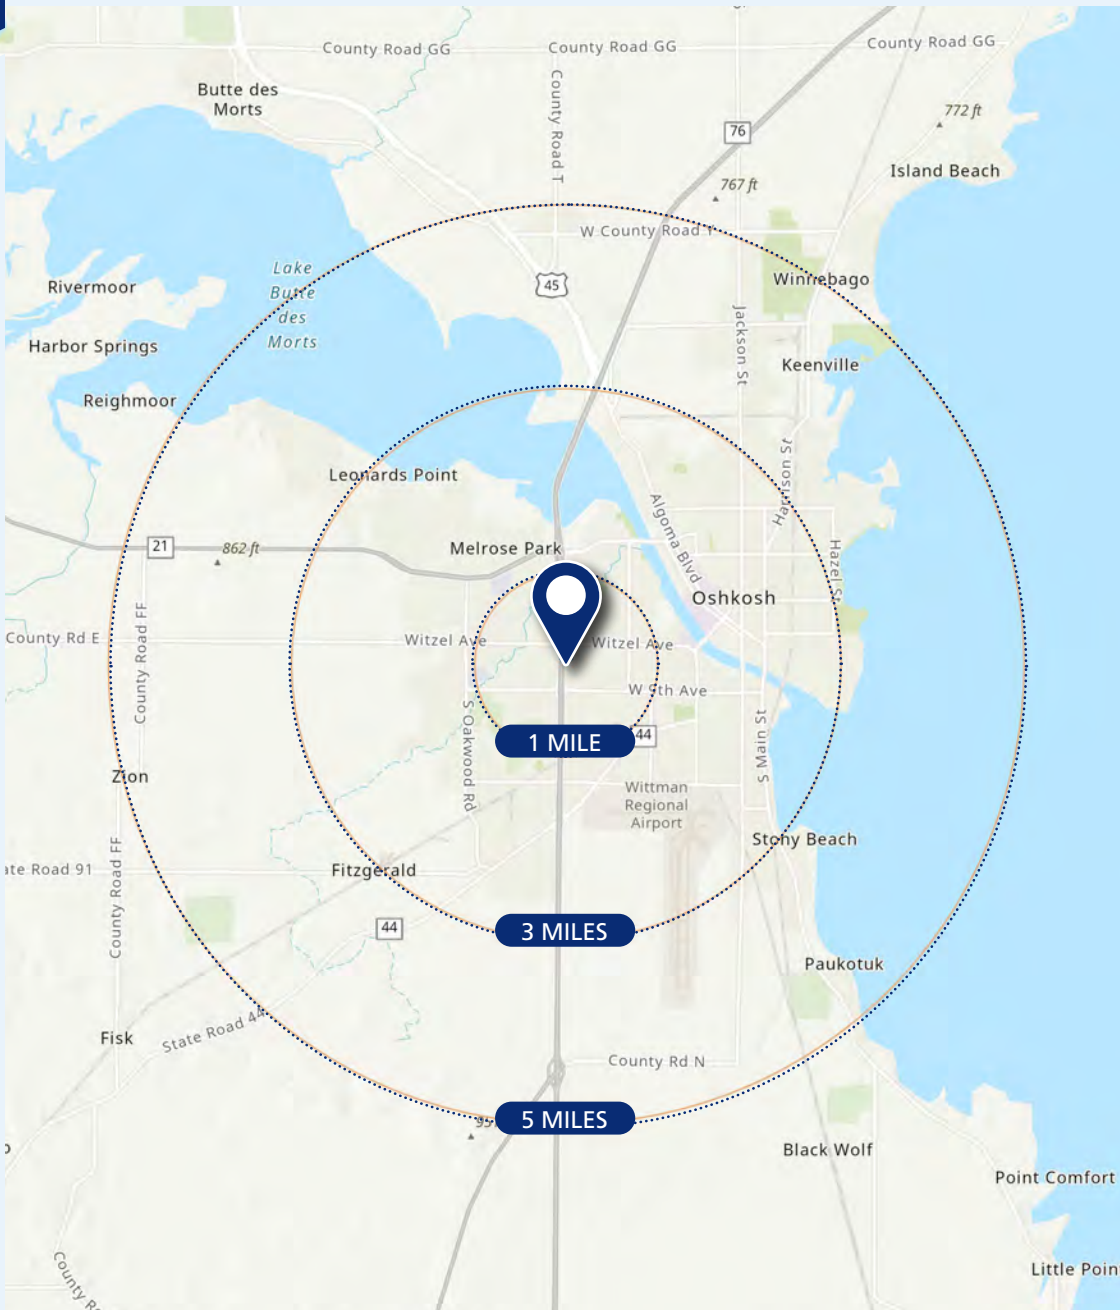 County Road GG
County Road GG
County Road GG
Butte des
Morts
County Road T
772 ft
76
Island Beach
767 ft
W County Road Y
Lake
Butte
des
Morts
Rivermoor
45
Winnebago
Jackson St
Harbor Springs
Keenville
Reighmoor
Leonards Point
Harrison St
Algoma Blvd
21
862 ft
Melrose Park
Hazel St
Oshkosh
County Rd E
County Road FF
Witzel Ave
Witzel Ave
W 9th Ave
S Oakwood Rd
S Main St
1 MILE
44
Zion
Wittman
Regional
Airport
Stony Beach
ate Road 91
County Road FF
Fitzgerald
44
3 MILES
Paukotuk
State Road 44
Fisk
County Rd N
5 MILES
Black Wolf
Point Comfort
County R
Little Poin